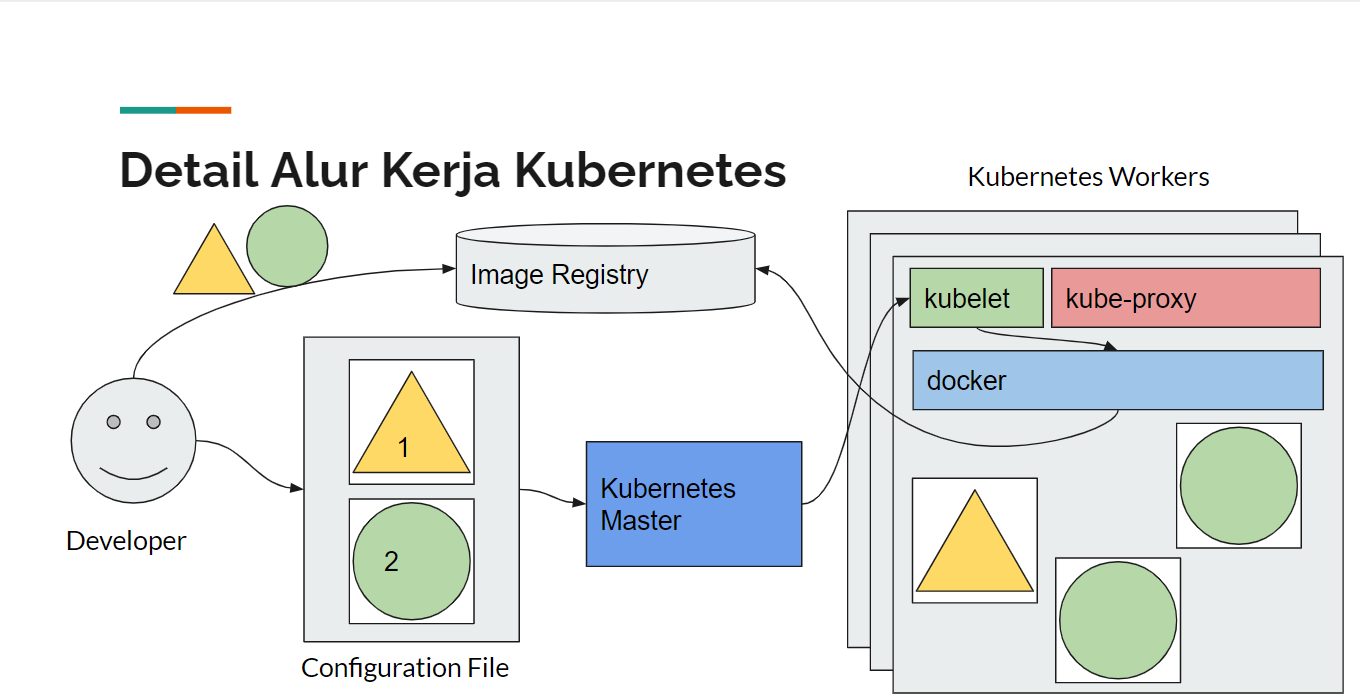 Detail Alur Kerja Kubernetes
Kubernetes Workers
Image Registry
kubelet
kube-proxy
docker
1
2
Kubernetes
Master
Developer
Configuration File